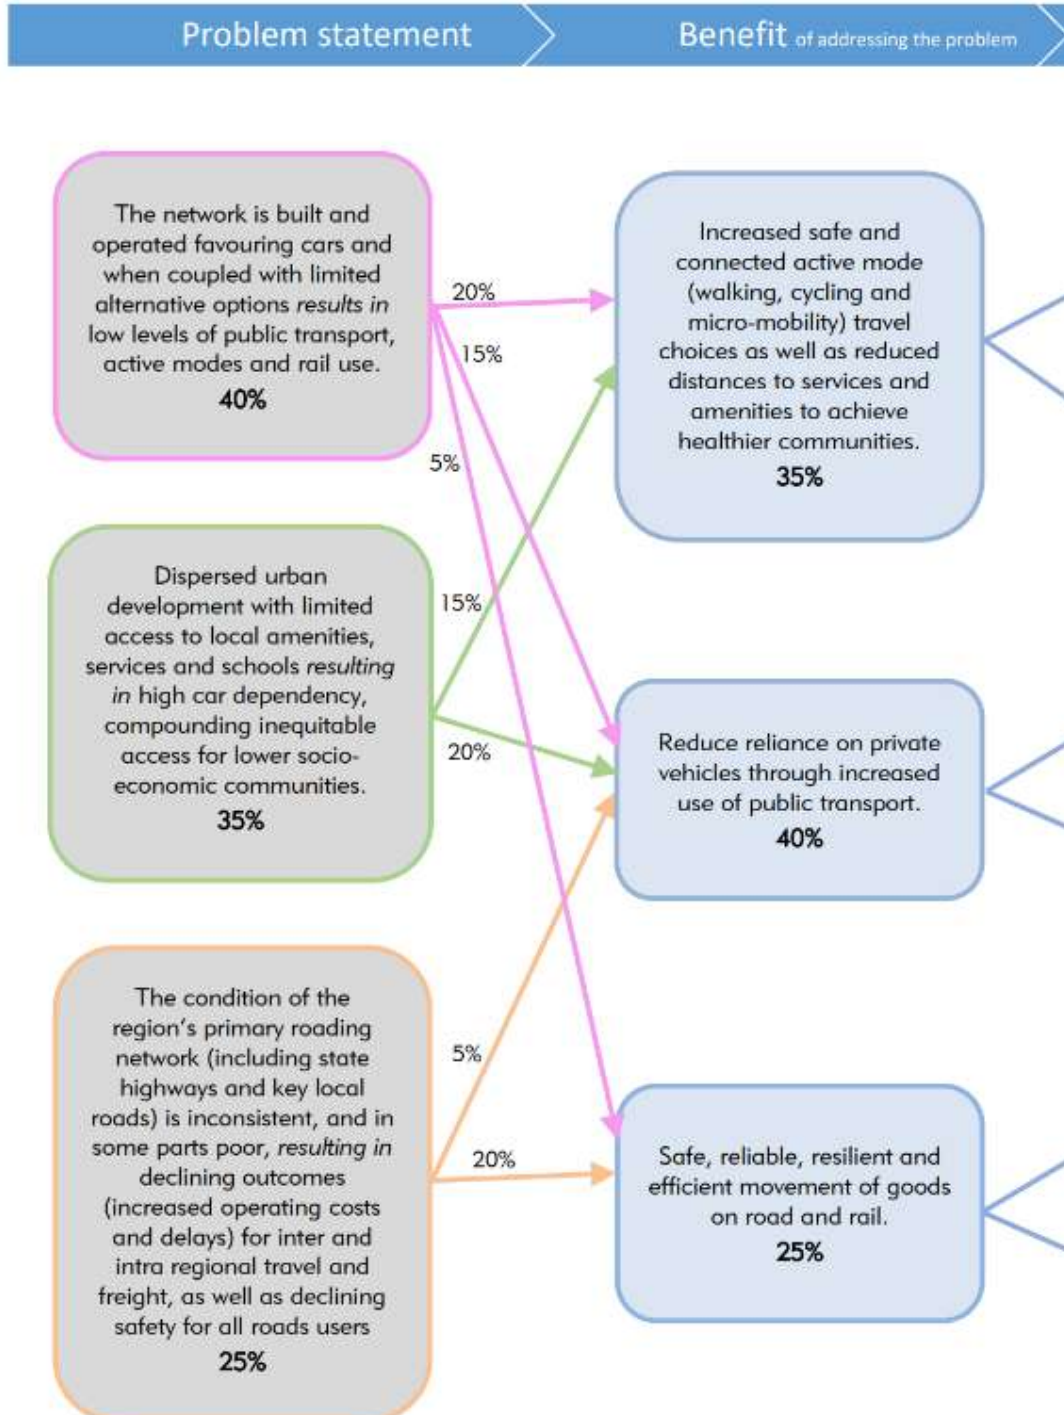 Problem statement
Benefit of addressing the problem
The network is built and
operated favouring cars and
when coupled with limited
alternative options results in
low levels of public transport,
active modes and rail use.
40%
20%
15%
5%
Increased safe and
connected active mode
(walking, cycling and
micro-mobility) travel
choices as well as reduced
distances to services and
amenities to achieve
healthier communities.
35%
Dispersed urban
development with limited
access to local amenities,
services and schools resulting
in high car dependency,
compounding inequitable
access for lower socio-
economic communities.
35%
15%
20%
Reduce reliance on private
vehicles through increased
use of public transport.
40%
The condition of the
region's primary roading
network (including state
highways and key local
roads) is inconsistent, and in
some parts poor, resulting in
declining outcomes
(increased operating costs
and delays) for inter and
intra regional travel and
freight, as well as declining
safety for all roads users
25%
5%
20%
Safe, reliable, resilient and
efficient movement of goods
on road and rail.
25%